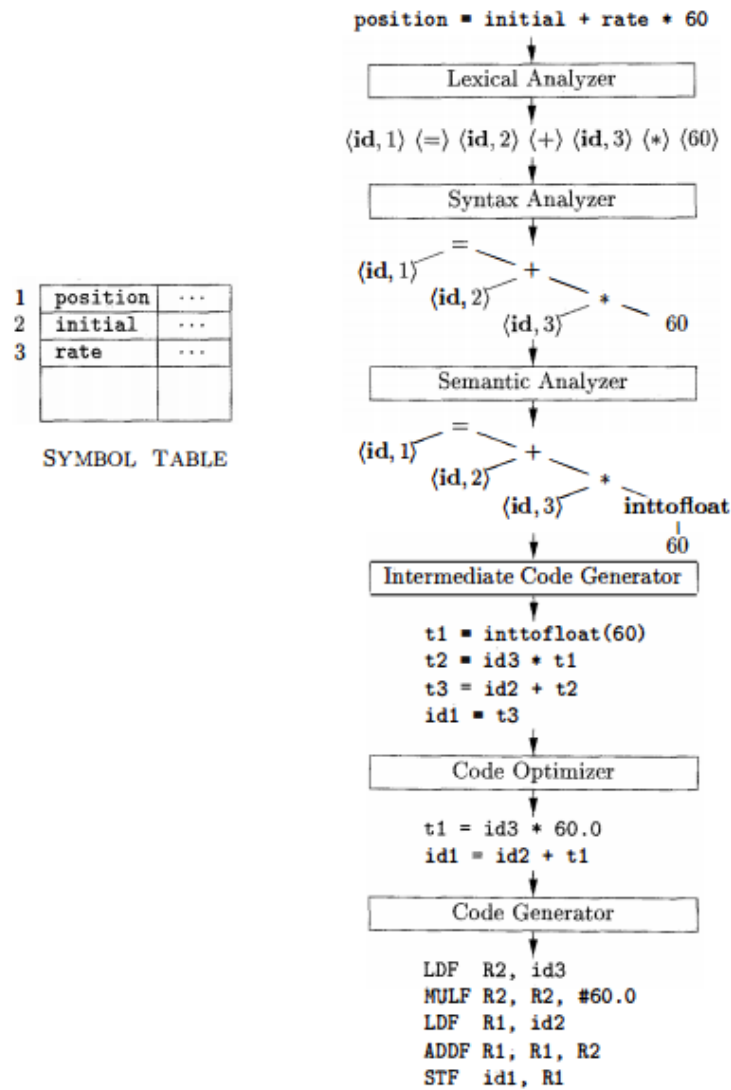 position = initial + rate * 60
Lexical Analyzer
⟨id, 1⟩ ⟨=⟩ ⟨id, 2⟩ ⟨+⟩ ⟨id, 3⟩ ⟨*⟩ ⟨60⟩
Syntax Analyzer
=
⟨id, 1⟩ +
⟨id, 2⟩ *
⟨id, 3⟩ 60
1 position ...
2 initial ...
3 rate ...
SYMBOL TABLE
Semantic Analyzer
=
⟨id, 1⟩ +
⟨id, 2⟩ *
⟨id, 3⟩ inttofloat
60
Intermediate Code Generator
t1 = inttofloat(60)
t2 = id3 * t1
t3 = id2 + t2
id1 = t3
Code Optimizer
t1 = id3 * 60.0
id1 = id2 + t1
Code Generator
LDF R2, id3
MULF R2, R2, #60.0
LDF R1, id2
ADDF R1, R1, R2
STF id1, R1